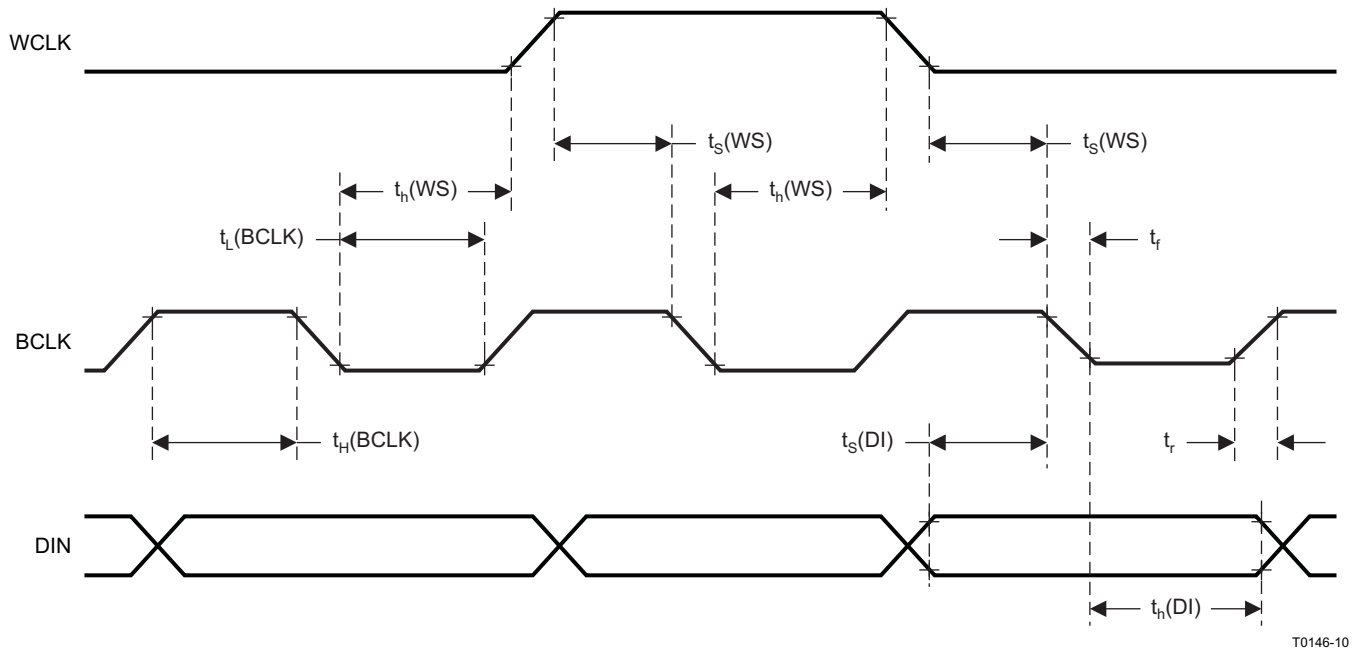 WCLK
t_S(WS)
t_S(WS)
t_h(WS)
t_h(WS)
t_L(BCLK)
t_f
BCLK
t_H(BCLK)
t_S(DI)
t_r
DIN
t_h(DI)
T0146-10